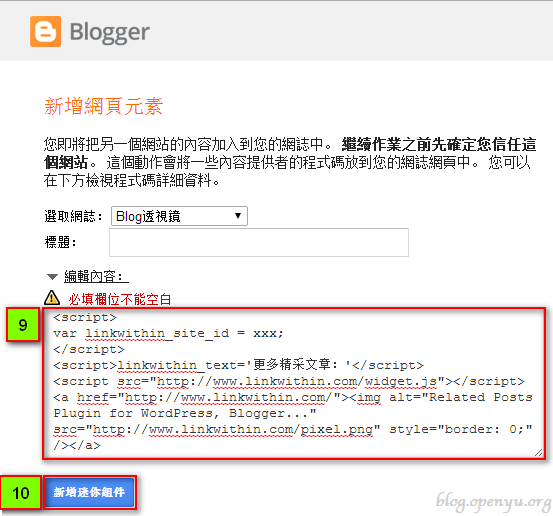 Blogger
新增網頁元素
您即將把另一個網站的內容加入到您的網誌中。 繼續作業之前先確定您信任這
個網站。 這個動作會將一些內容提供者的程式碼放到您的網誌網頁中。 您可以
在下方檢視程式碼詳細資料。
選取網誌： Blog透視鏡
標題：
編輯內容：
必填欄位不能空白
9
<script>
var linkwithin_site_id = xxx;
</script>
<script>linkwithin_text='更多精采文章：'</script>
<script src="http://www.linkwithin.com/widget.js"></script>
<a href="http://www.linkwithin.com/"><img alt="Related Posts
Plugin for WordPress, Blogger..."
src="http://www.linkwithin.com/pixel.png" style="border: 0;"
/></a>
10 新增迷你組件
blog.openyu.org